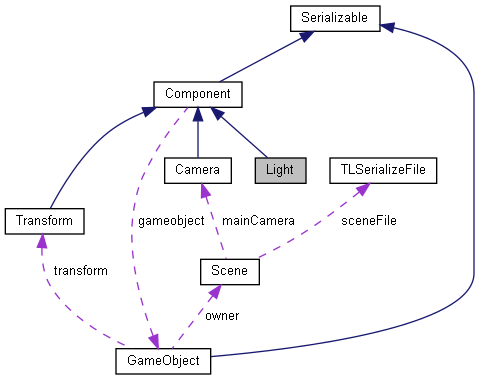 Serializable
Component
Camera
Light
TLSerializeFile
Transform
gameobject
mainCamera
sceneFile
transform
Scene
owner
GameObject